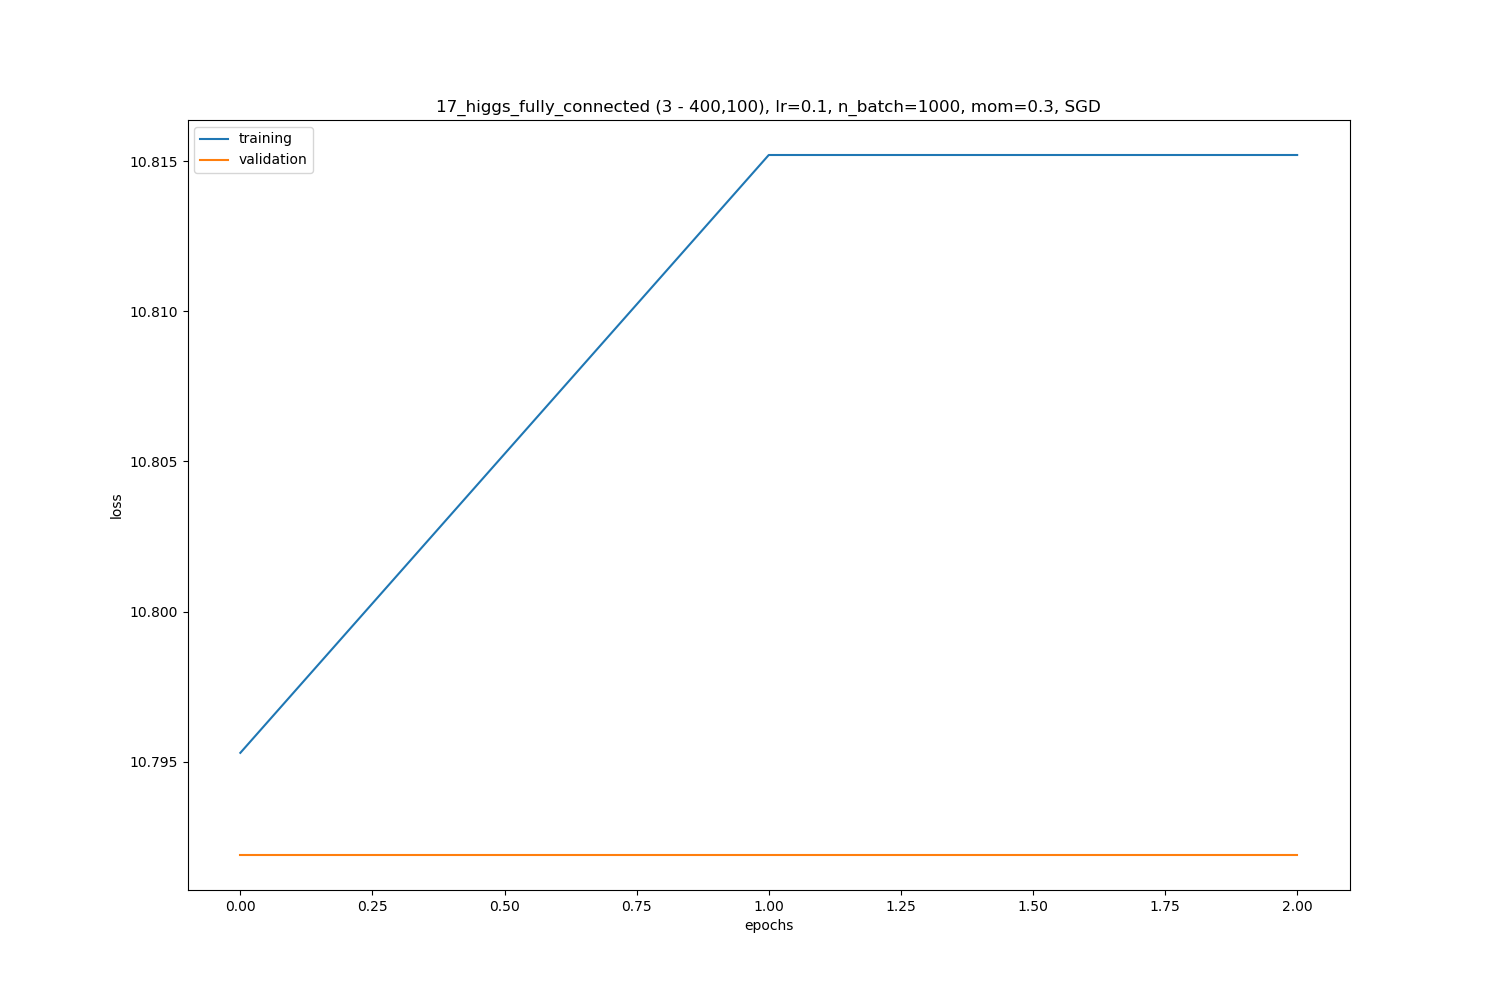 17_higgs_fully_connected (3 - 400,100), lr=0.1, n_batch=1000, mom=0.3, SGD
training
validation
10.815
10.810
10.805
10.800
10.795
loss
0.00 0.25 0.50 0.75 1.00 1.25 1.50 1.75 2.00
epochs